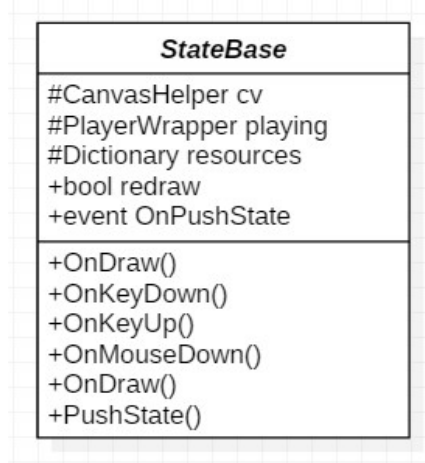 StateBase
#CanvasHelper cv
#PlayerWrapper playing
#Dictionary resources
+bool redraw
+event OnPushState
+OnDraw()
+OnKeyDown()
+OnKeyUp()
+OnMouseDown()
+OnDraw()
+PushState()